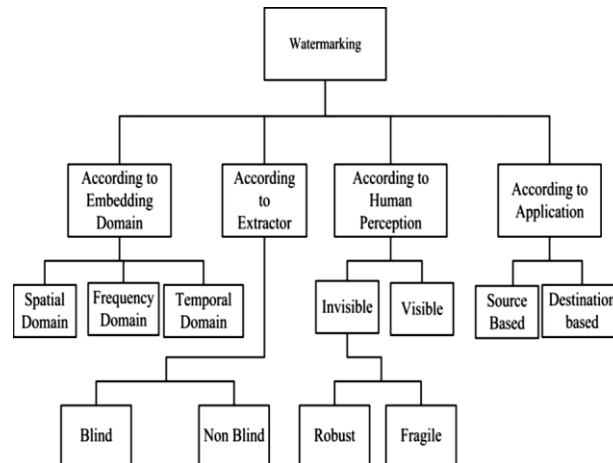 Watermarking
According to
Embedding
Domain
According
to
Extractor
According to
Human
Perception
According to
Application
Spatial
Domain
Frequency
Domain
Temporal
Domain
Invisible
Visible
Source
Based
Destination
based
Blind
Non Blind
Robust
Fragile